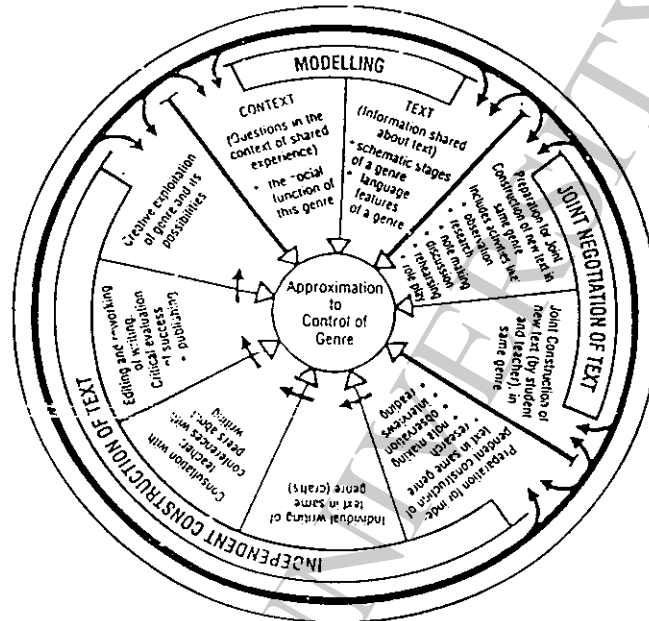 MODELLING
CONTEXT
(Questions in the
context of shared
experience)
• the social
function of
this genre
TEXT
(Information shared
about text)
• schematic stages
of a genre
• language
features
of a genre
JOINT NEGOTIATION OF TEXT
Preparation for Joint
Construction of new text in
same genre
Includes activities like
• observation
• research
• note making
• discussion
• rehearsing
• role play
Joint Construction of
new text (by student
and teacher), in
same genre
INDEPENDENT CONSTRUCTION OF TEXT
Preparation for inde-
pendent construction of
text in same genre
• research
• note making
• observation
• interviews
• reading
Individual writing of
text in same
genre (drafts)
Consultation with
teacher,
conferences with
peers about
writing
Editing and reworking
of writing.
Critical evaluation
of success
• publishing
Creative exploitation
of genre and its
possibilities
Approximation
to
Control of
Genre
UNIVERSITY